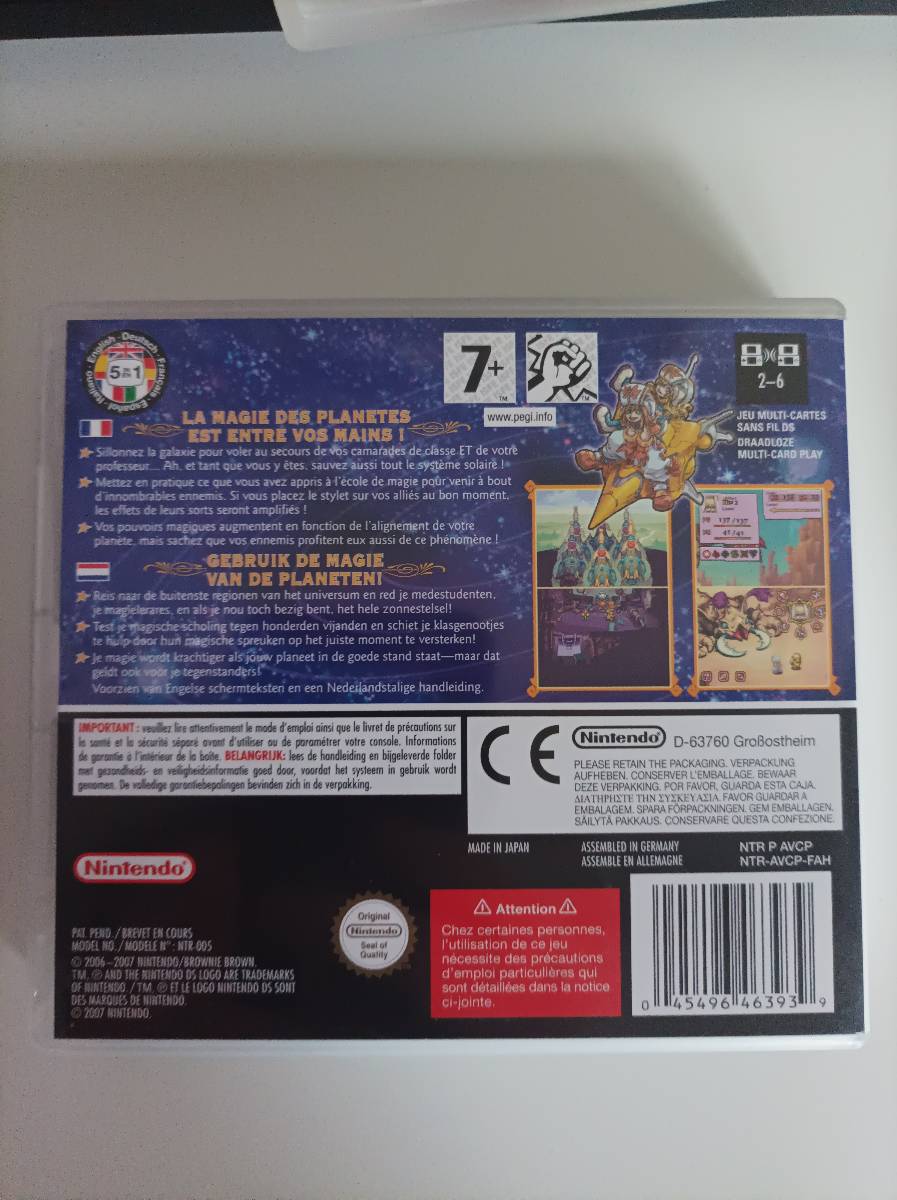 English · Deutsch · Français · Español · Italiano
5 in 1
7+
TM
TM
www.pegi.info
2–6
JEU MULTI-CARTES
SANS FIL DS
DRAADLOZE
MULTI-CARD PLAY
LA MAGIE DES PLANETES
EST ENTRE VOS MAINS !
Sillonnez la galaxie pour voler au secours de vos camarades de classe ET de votre
professeur... Ah, et tant que vous y êtes, sauvez aussi tout le système solaire !
Mettez en pratique ce que vous avez appris à l'école de magie pour venir à bout
d'innombrables ennemis. Si vous placez le stylet sur vos alliés au bon moment,
les effets de leurs sorts seront amplifiés !
Vos pouvoirs magiques augmentent en fonction de l'alignement de votre
planète, mais sachez que vos ennemis profitent eux aussi de ce phénomène !
GEBRUIK DE MAGIE
VAN DE PLANETEN!
Reis naar de buitenste regionen van het universum en red je medestudenten,
je magielerares, en als je nou toch bezig bent, het hele zonnestelsel!
Test je magische scholing tegen honderden vijanden en schiet je klasgenootjes
te hulp door hun magische spreuken op het juiste moment te versterken!
Je magie wordt krachtiger als jouw planeet in de goede stand staat—maar dat
geldt ook voor je tegenstanders!
Voorzien van Engelse schermteksten en een Nederlandstalige handleiding.
137/137
41/41
IMPORTANT : veuillez lire attentivement le mode d'emploi ainsi que le livret de précautions sur
la santé et la sécurité séparé avant d'utiliser ou de paramétrer votre console. Informations
de garantie à l'intérieur de la boîte. BELANGRIJK: lees de handleiding en bijgeleverde folder
met gezondheids- en veiligheidsinformatie goed door, voordat het systeem in gebruik wordt
genomen. De volledige garantiebepalingen bevinden zich in de verpakking.
CE
Nintendo D-63760 Großostheim
PLEASE RETAIN THE PACKAGING. VERPACKUNG
AUFHEBEN. CONSERVER L'EMBALLAGE. BEWAAR
DEZE VERPAKKING. POR FAVOR, GUARDA ESTA CAJA.
ΔΙΑΤΗΡΗΣΤΕ ΤΗΝ ΣΥΣΚΕΥΑΣΙΑ. FAVOR GUARDAR A
EMBALAGEM. SPARA FÖRPACKNINGEN. GEM EMBALLAGEN.
SÄILYTÄ PAKKAUS. CONSERVARE QUESTA CONFEZIONE.
MADE IN JAPAN
ASSEMBLED IN GERMANY
ASSEMBLE EN ALLEMAGNE
NTR P AVCP
NTR-AVCP-FAH
Nintendo®
PAT. PEND./BREVET EN COURS
MODEL NO./MODELE N°: NTR-005
© 2006–2007 NINTENDO/BROWNIE BROWN.
TM, ® AND THE NINTENDO DS LOGO ARE TRADEMARKS
OF NINTENDO. / TM, ® ET LE LOGO NINTENDO DS SONT
DES MARQUES DE NINTENDO.
© 2007 NINTENDO.
Original
Nintendo
Seal of
Quality
⚠ Attention ⚠
Chez certaines personnes,
l'utilisation de ce jeu
nécessite des précautions
d'emploi particulières qui
sont détaillées dans la notice
ci-jointe.
0 45496 46393 9